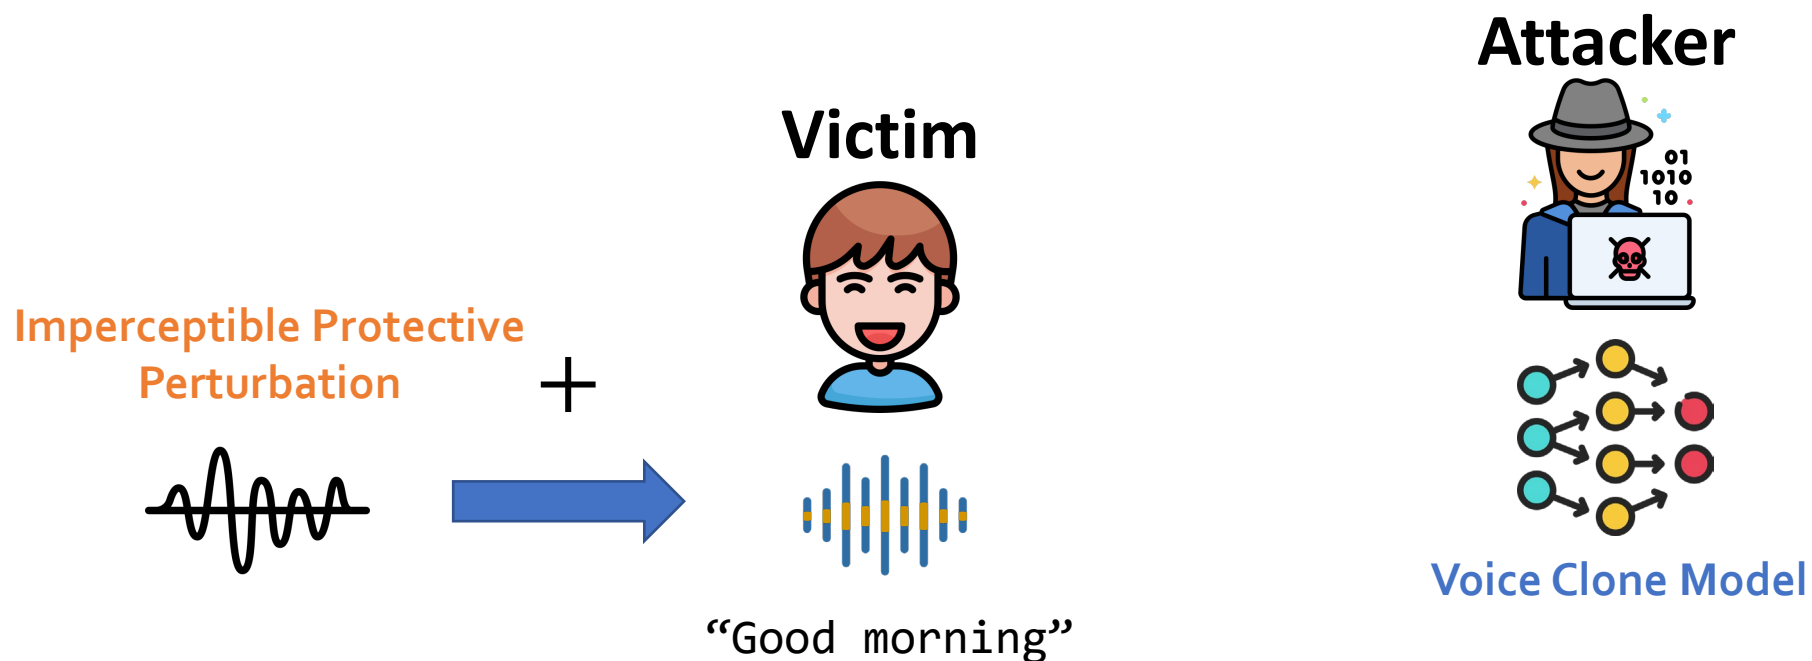 Attacker
Victim
01
1010
10
Imperceptible Protective
Perturbation
+
Voice Clone Model
“Good morning”